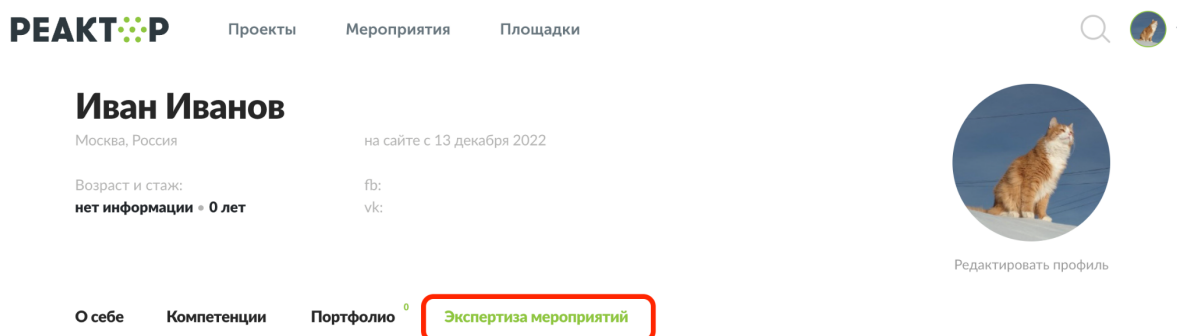 РЕАКТОР
Проекты Мероприятия Площадки
Иван Иванов
Москва, Россия на сайте с 13 декабря 2022
Возраст и стаж: fb:
нет информации • 0 лет vk:
Редактировать профиль
О себе Компетенции Портфолио 0 Экспертиза мероприятий